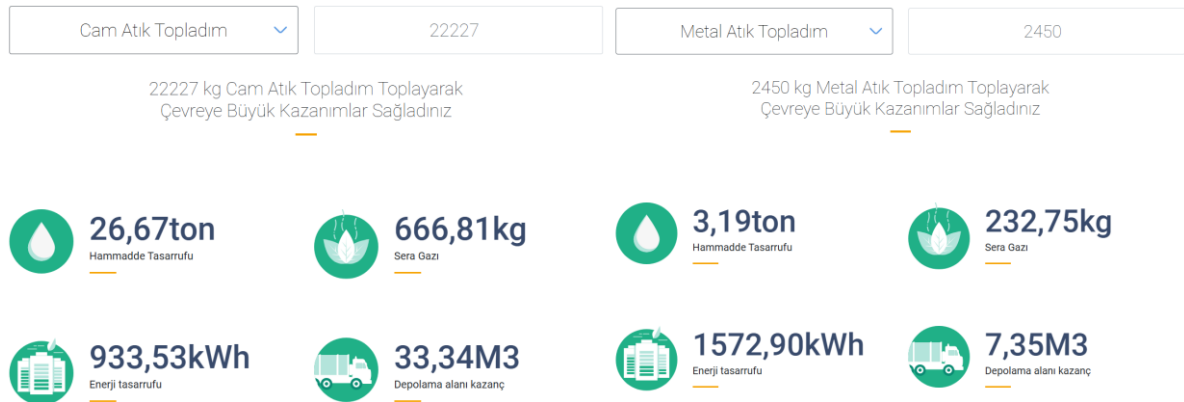 Cam Atık Topladım
22227
22227 kg Cam Atık Topladım Toplayarak
Çevreye Büyük Kazanımlar Sağladınız
26,67ton
Hammadde Tasarrufu
666,81kg
Sera Gazı
933,53kWh
Enerji tasarrufu
33,34M3
Depolama alanı kazanç
Metal Atık Topladım
2450
2450 kg Metal Atık Topladım Toplayarak
Çevreye Büyük Kazanımlar Sağladınız
3,19ton
Hammadde Tasarrufu
232,75kg
Sera Gazı
1572,90kWh
Enerji tasarrufu
7,35M3
Depolama alanı kazanç